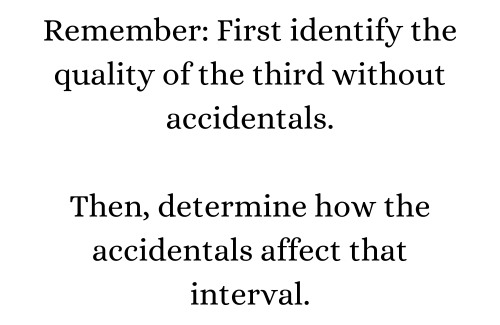 Remember: First identify the
quality of the third without
accidentals.
Then, determine how the
accidentals affect that
interval.